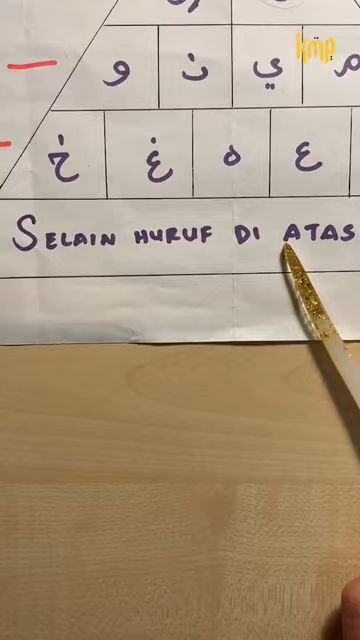 kmp
و ن ي م
خ غ ه ع
SELAIN HURUF DI ATAS